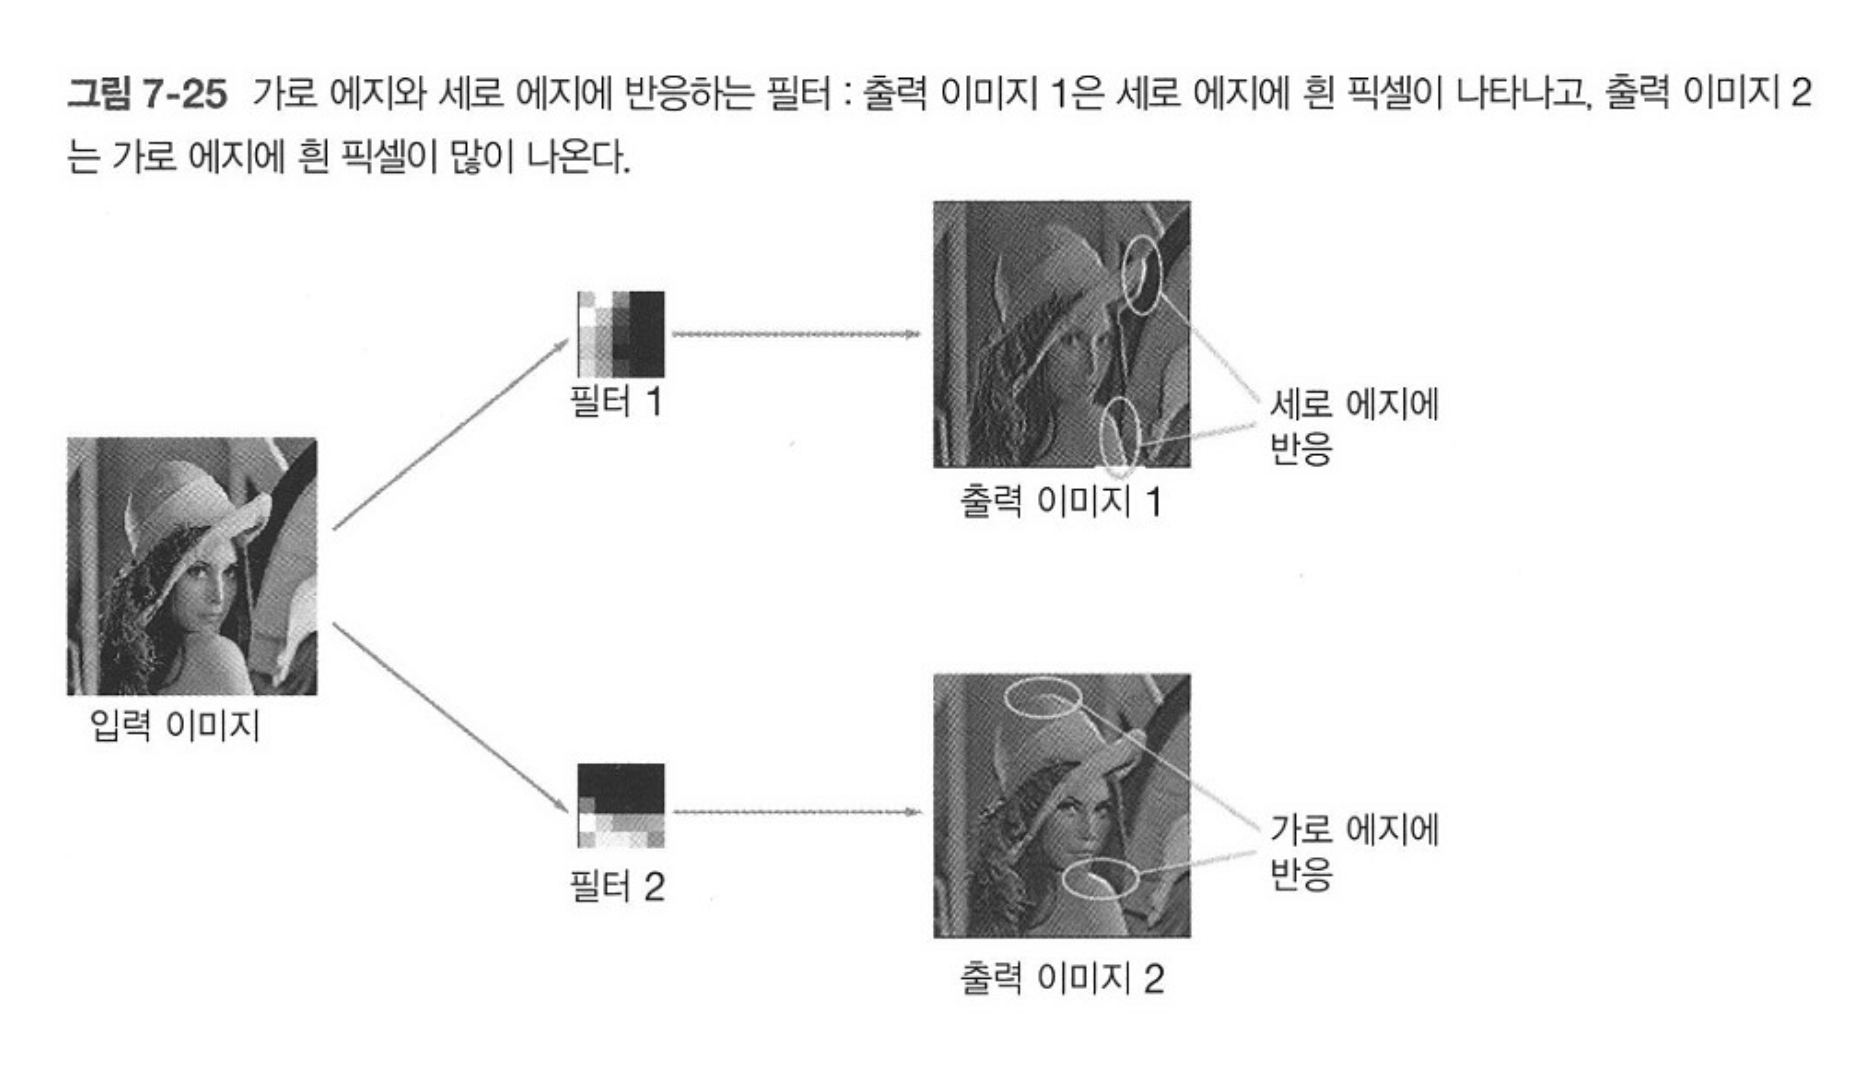 그림 7-25 가로 에지와 세로 에지에 반응하는 필터 : 출력 이미지 1은 세로 에지에 흰 픽셀이 나타나고, 출력 이미지 2
는 가로 에지에 흰 픽셀이 많이 나온다.
필터 1
세로 에지에
반응
출력 이미지 1
입력 이미지
가로 에지에
반응
필터 2
출력 이미지 2